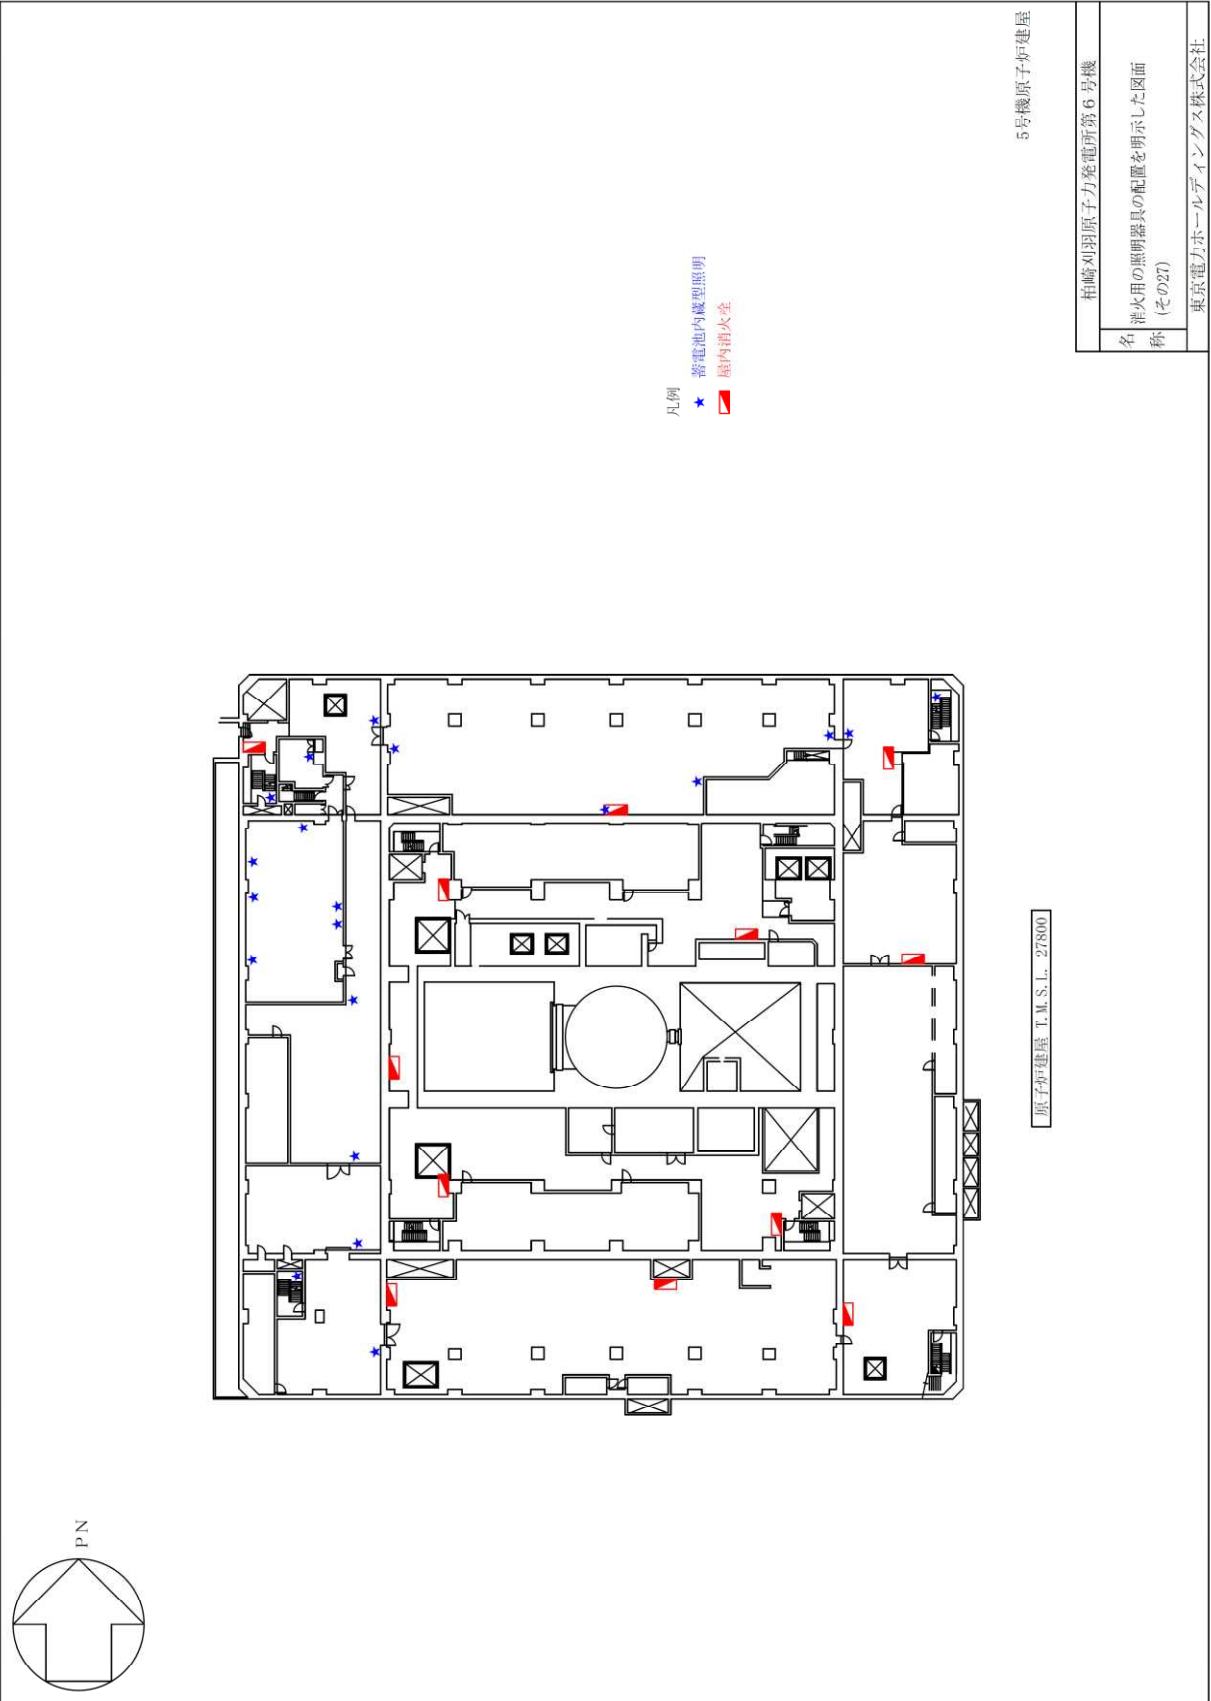 PN
凡例
蓄電池内蔵型照明
屋内消火栓
原子炉建屋 T.M.S.L. 27800
5号機原子炉建屋
柏崎刈羽原子力発電所第6号機
名称
消火用の照明器具の配置を明示した図面
(その27)
東京電力ホールディングス株式会社